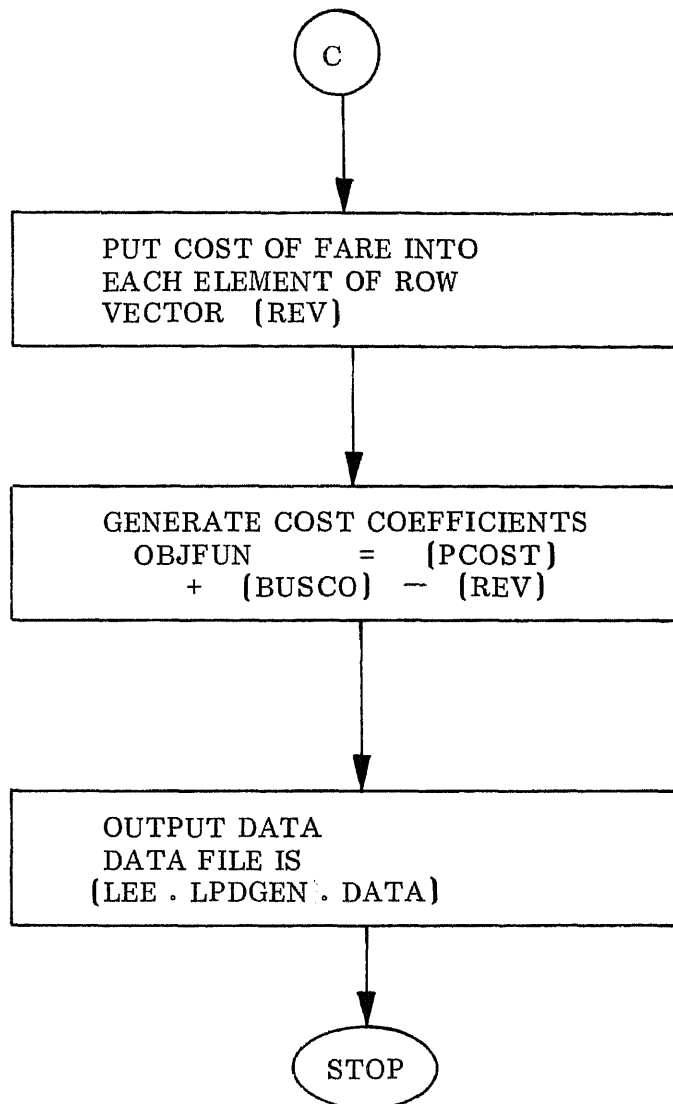 C
PUT COST OF FARE INTO
EACH ELEMENT OF ROW
VECTOR (REV)
GENERATE COST COEFFICIENTS
OBJFUN = (PCOST)
+ (BUSCO) - (REV)
OUTPUT DATA
DATA FILE IS
(LEE . LPDGEN . DATA)
STOP